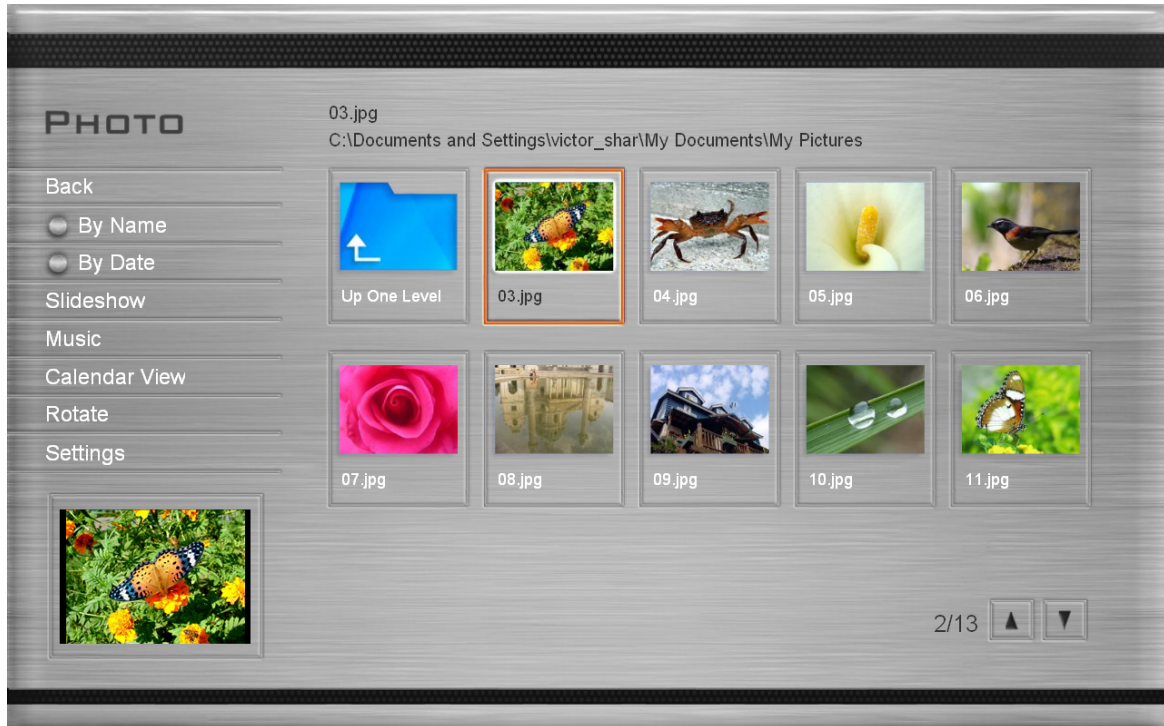 PHOTO
03.jpg
C:\Documents and Settings\victor_shar\My Documents\My Pictures
Back
By Name
By Date
Slideshow
Music
Calendar View
Rotate
Settings
Up One Level
03.jpg
04.jpg
05.jpg
06.jpg
07.jpg
08.jpg
09.jpg
10.jpg
11.jpg
2/13